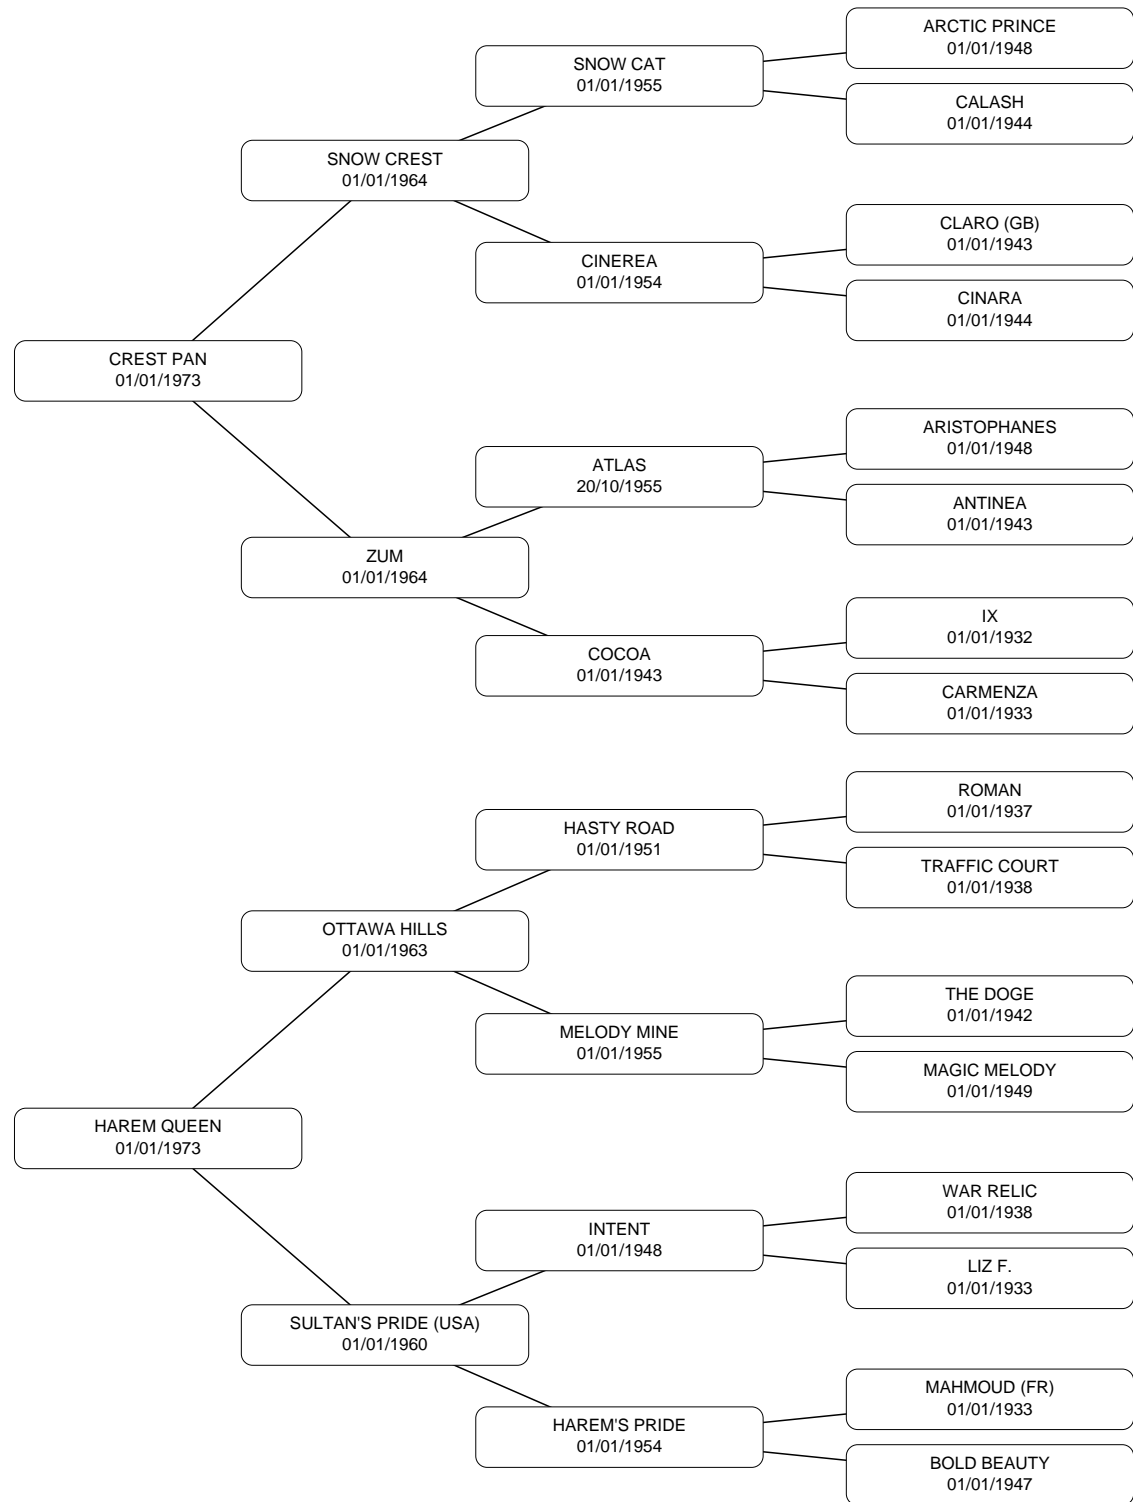 ARCTIC PRINCE
01/01/1948
SNOW CAT
01/01/1955
CALASH
01/01/1944
SNOW CREST
01/01/1964
CLARO (GB)
01/01/1943
CINEREA
01/01/1954
CINARA
01/01/1944
CREST PAN
01/01/1973
ARISTOPHANES
01/01/1948
ATLAS
20/10/1955
ANTINEA
01/01/1943
ZUM
01/01/1964
IX
01/01/1932
COCOA
01/01/1943
CARMENZA
01/01/1933
ROMAN
01/01/1937
HASTY ROAD
01/01/1951
TRAFFIC COURT
01/01/1938
OTTAWA HILLS
01/01/1963
THE DOGE
01/01/1942
MELODY MINE
01/01/1955
MAGIC MELODY
01/01/1949
HAREM QUEEN
01/01/1973
WAR RELIC
01/01/1938
INTENT
01/01/1948
LIZ F.
01/01/1933
SULTAN'S PRIDE (USA)
01/01/1960
MAHMOUD (FR)
01/01/1933
HAREM'S PRIDE
01/01/1954
BOLD BEAUTY
01/01/1947